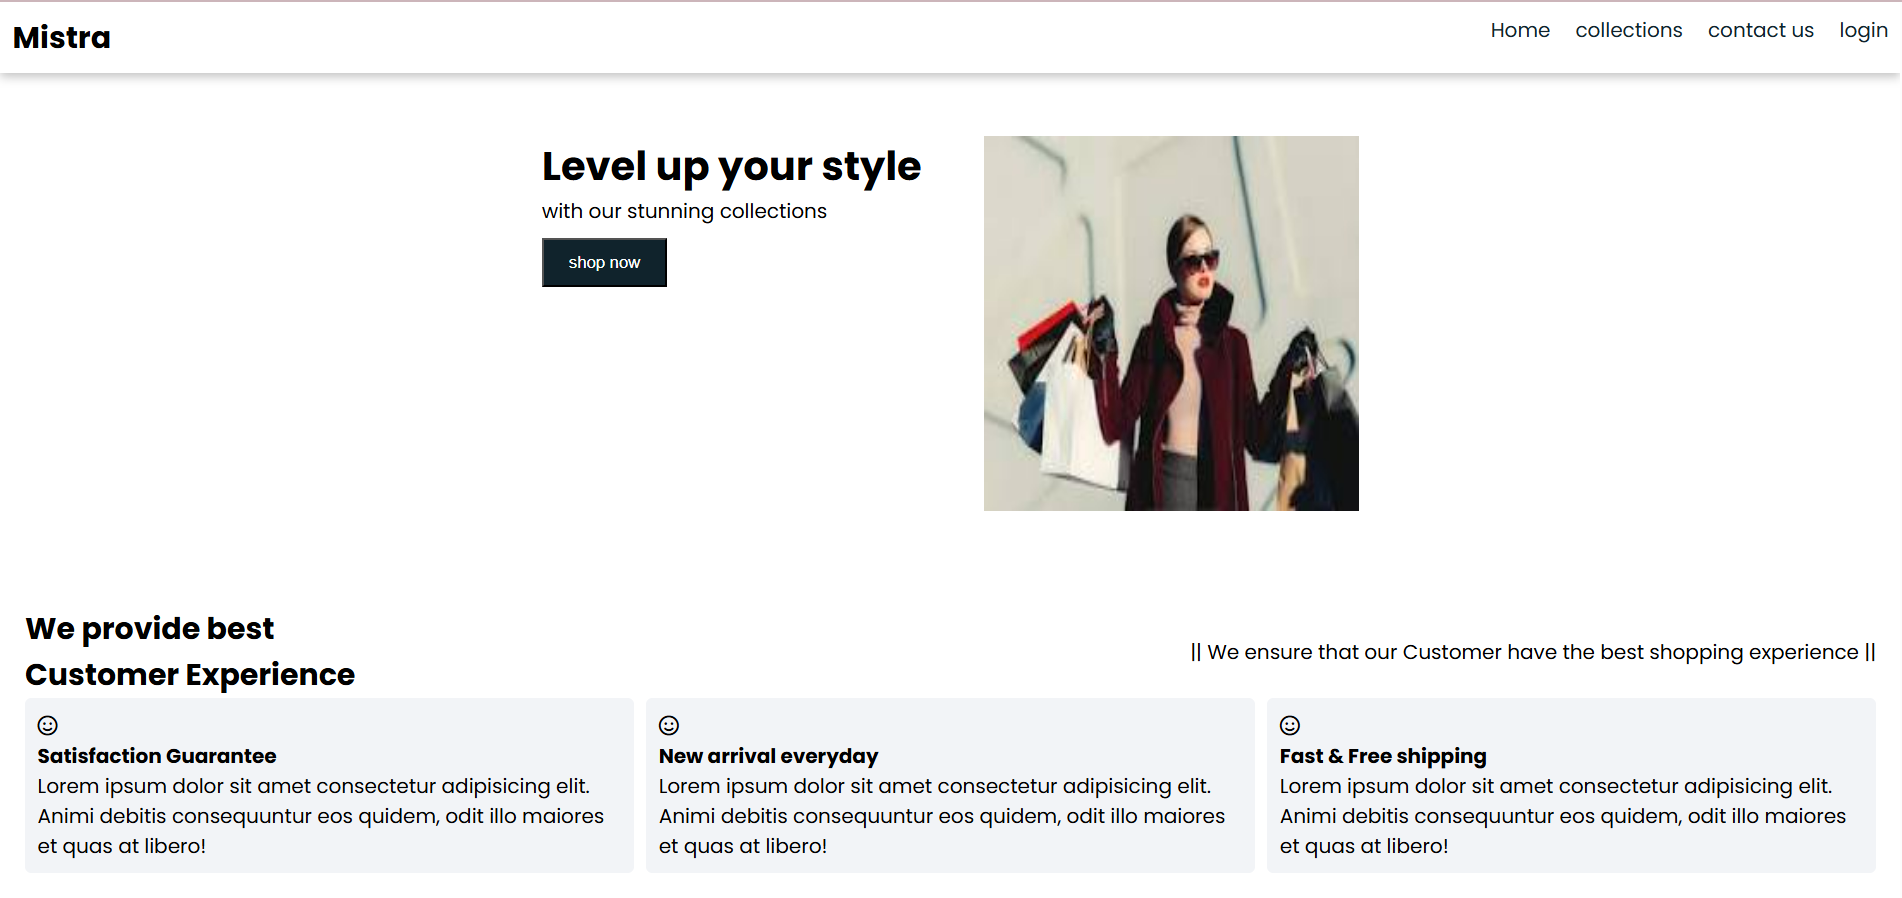 Mistra
Home collections contact us login
Level up your style
with our stunning collections
shop now
We provide best
Customer Experience
|| We ensure that our Customer have the best shopping experience ||
Satisfaction Guarantee
Lorem ipsum dolor sit amet consectetur adipisicing elit.
Animi debitis consequuntur eos quidem, odit illo maiores
et quas at libero!
New arrival everyday
Lorem ipsum dolor sit amet consectetur adipisicing elit.
Animi debitis consequuntur eos quidem, odit illo maiores
et quas at libero!
Fast & Free shipping
Lorem ipsum dolor sit amet consectetur adipisicing elit.
Animi debitis consequuntur eos quidem, odit illo maiores
et quas at libero!